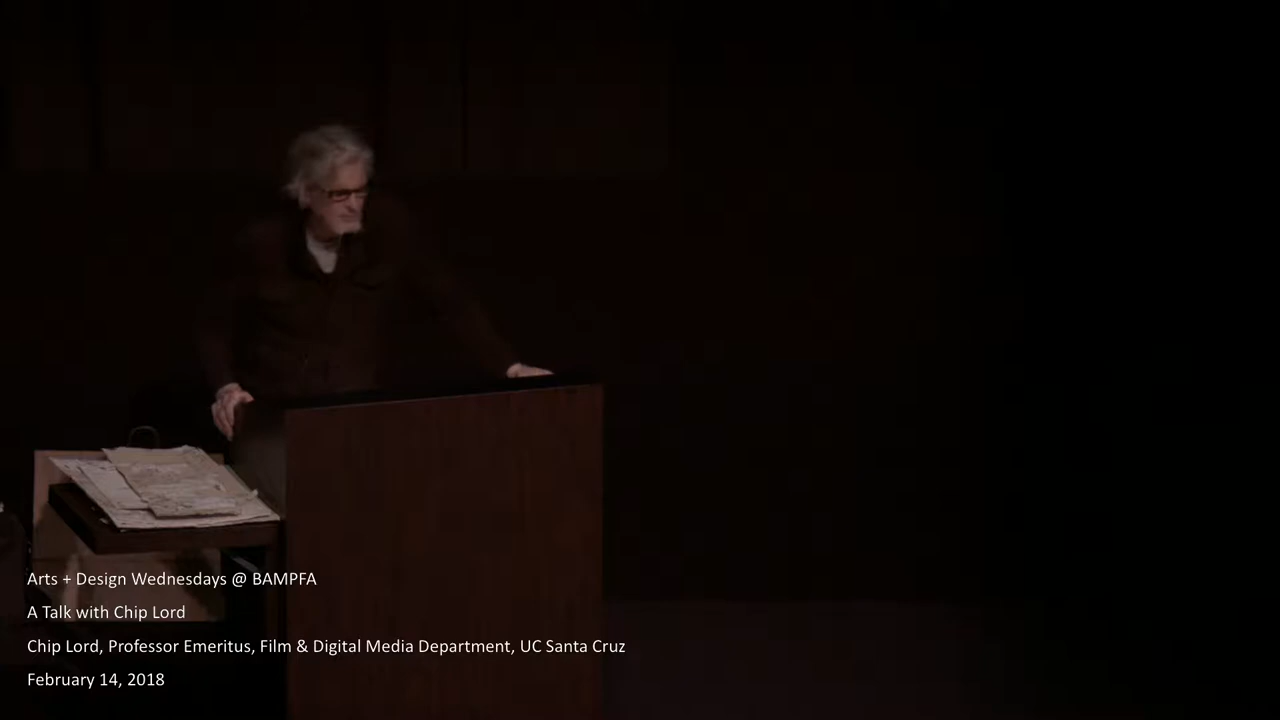 Arts + Design Wednesdays @ BAMPFA
A Talk with Chip Lord
Chip Lord, Professor Emeritus, Film & Digital Media Department, UC Santa Cruz
February 14, 2018